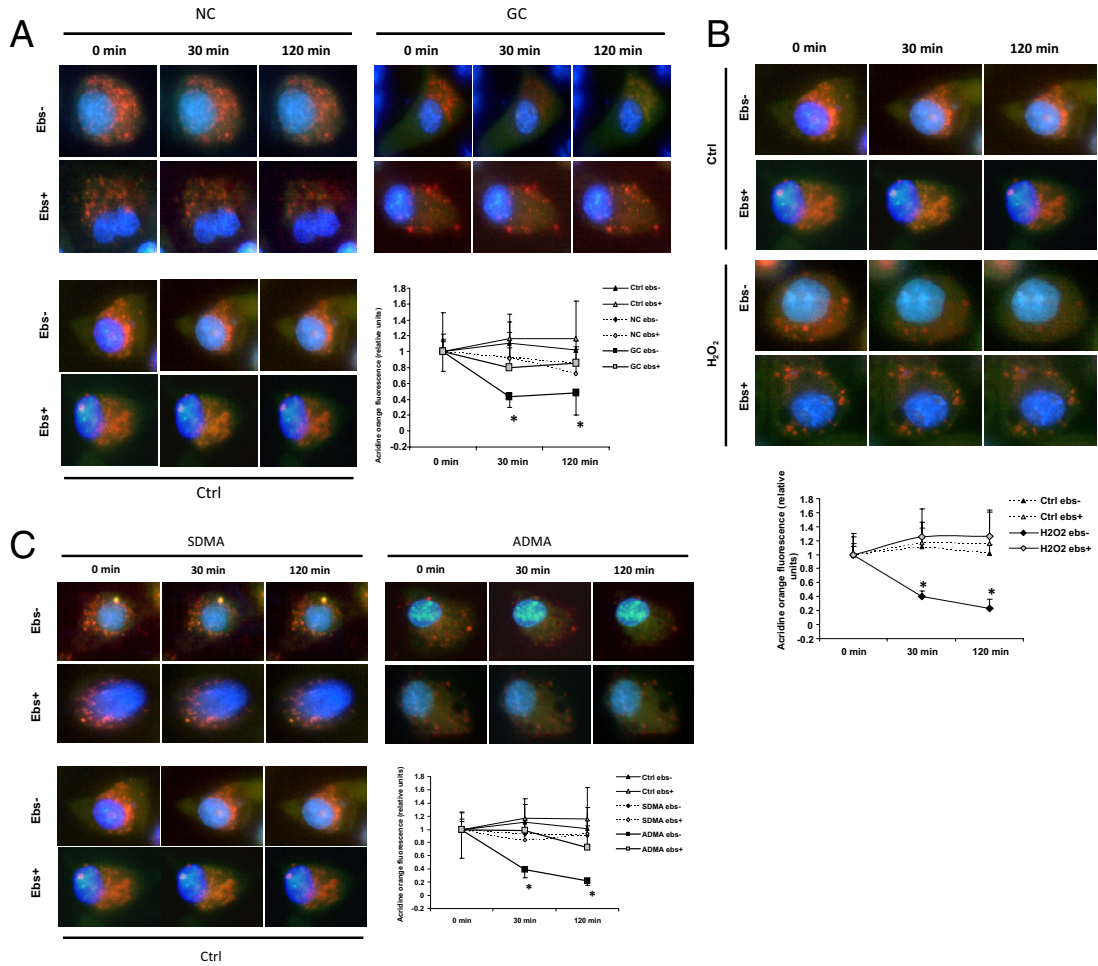 A
NC
GC
0 min 30 min 120 min
0 min 30 min 120 min
Ebs-
Ebs+
Ebs-
Ebs+
Ctrl
Acridine orange fluorescence (relative units)
1.8
1.6
1.4
1.2
1
0.8
0.6
0.4
0.2
0
-0.2
0 min 30 min 120 min
* *
Ctrl ebs-
Ctrl ebs+
NC ebs-
NC ebs+
GC ebs-
GC ebs+
B
0 min 30 min 120 min
Ctrl
Ebs-
Ebs+
H₂O₂
Ebs-
Ebs+
Acridine orange fluorescence (relative
units)
1.8
1.6
1.4
1.2
1
0.8
0.6
0.4
0.2
0
-0.2
0 min 30 min 120 min
* *
Ctrl ebs-
Ctrl ebs+
H2O2 ebs-
H2O2 ebs+
C
SDMA
ADMA
0 min 30 min 120 min
0 min 30 min 120 min
Ebs-
Ebs+
Ebs-
Ebs+
Ctrl
Acridine orange fluorescence (relative units)
1.8
1.6
1.4
1.2
1
0.8
0.6
0.4
0.2
0
-0.2
0 min 30 min 120 min
* *
Ctrl ebs-
Ctrl ebs+
SDMA ebs-
SDMA ebs+
ADMA ebs-
ADMA ebs+